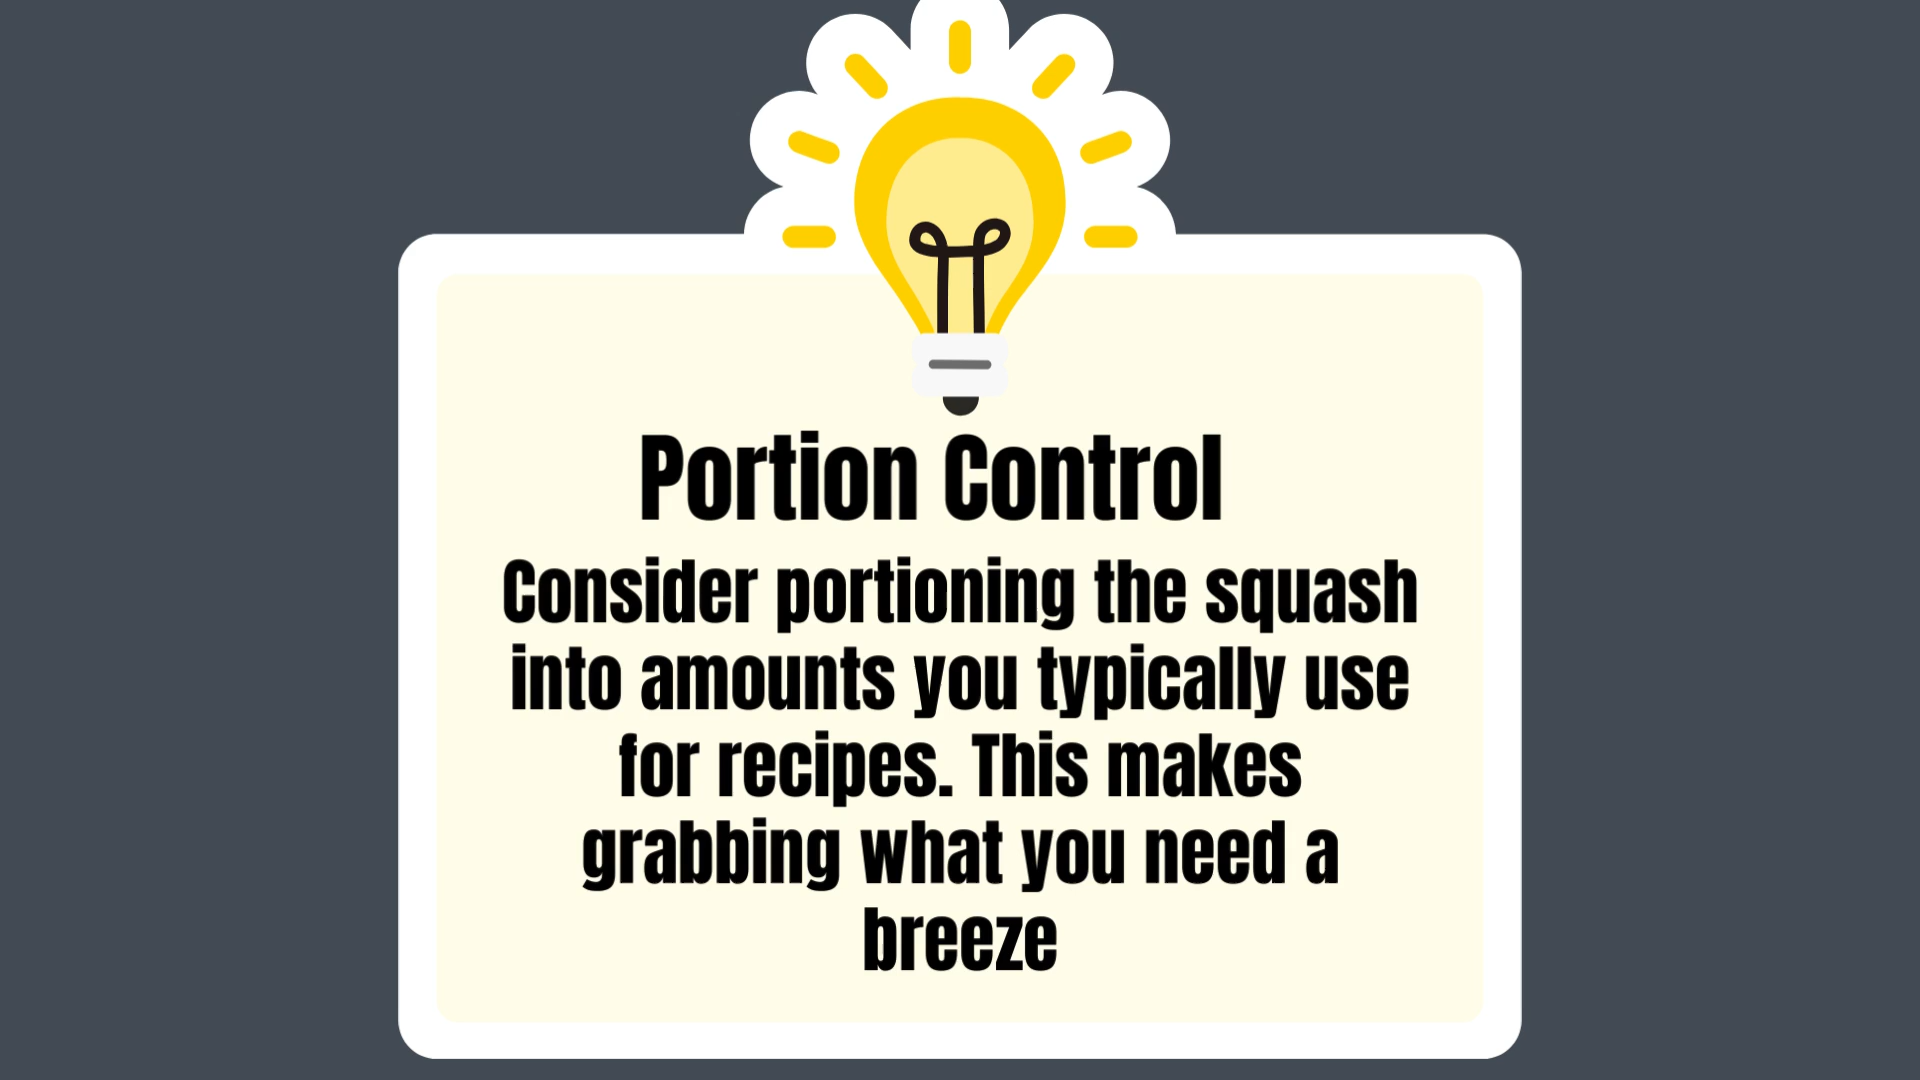 Portion Control
Consider portioning the squash
into amounts you typically use
for recipes. This makes
grabbing what you need a
breeze